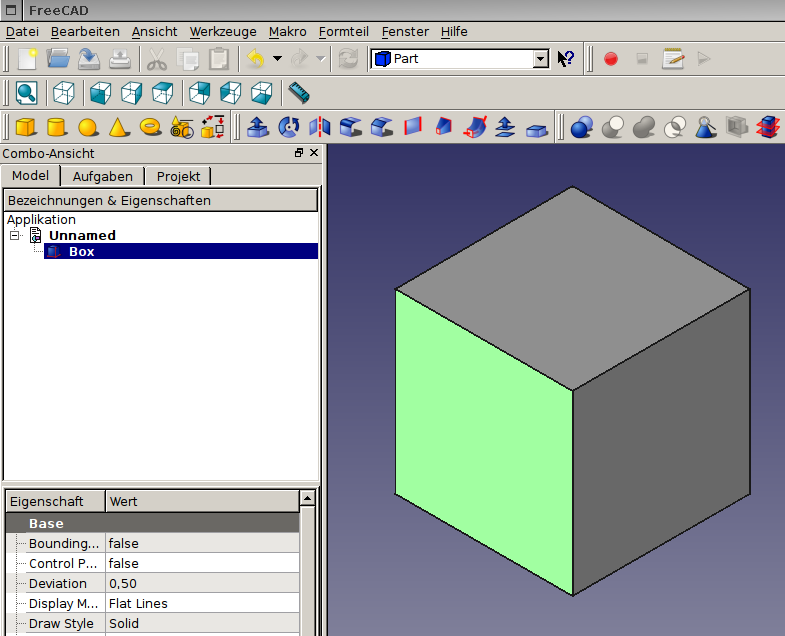 FreeCAD
Datei Bearbeiten Ansicht Werkzeuge Makro Formteil Fenster Hilfe
Part
Combo-Ansicht
Model Aufgaben Projekt
Bezeichnungen & Eigenschaften
Applikation
Unnamed
Box
Eigenschaft Wert
Base
Bounding... false
Control P... false
Deviation 0,50
Display M... Flat Lines
Draw Style Solid